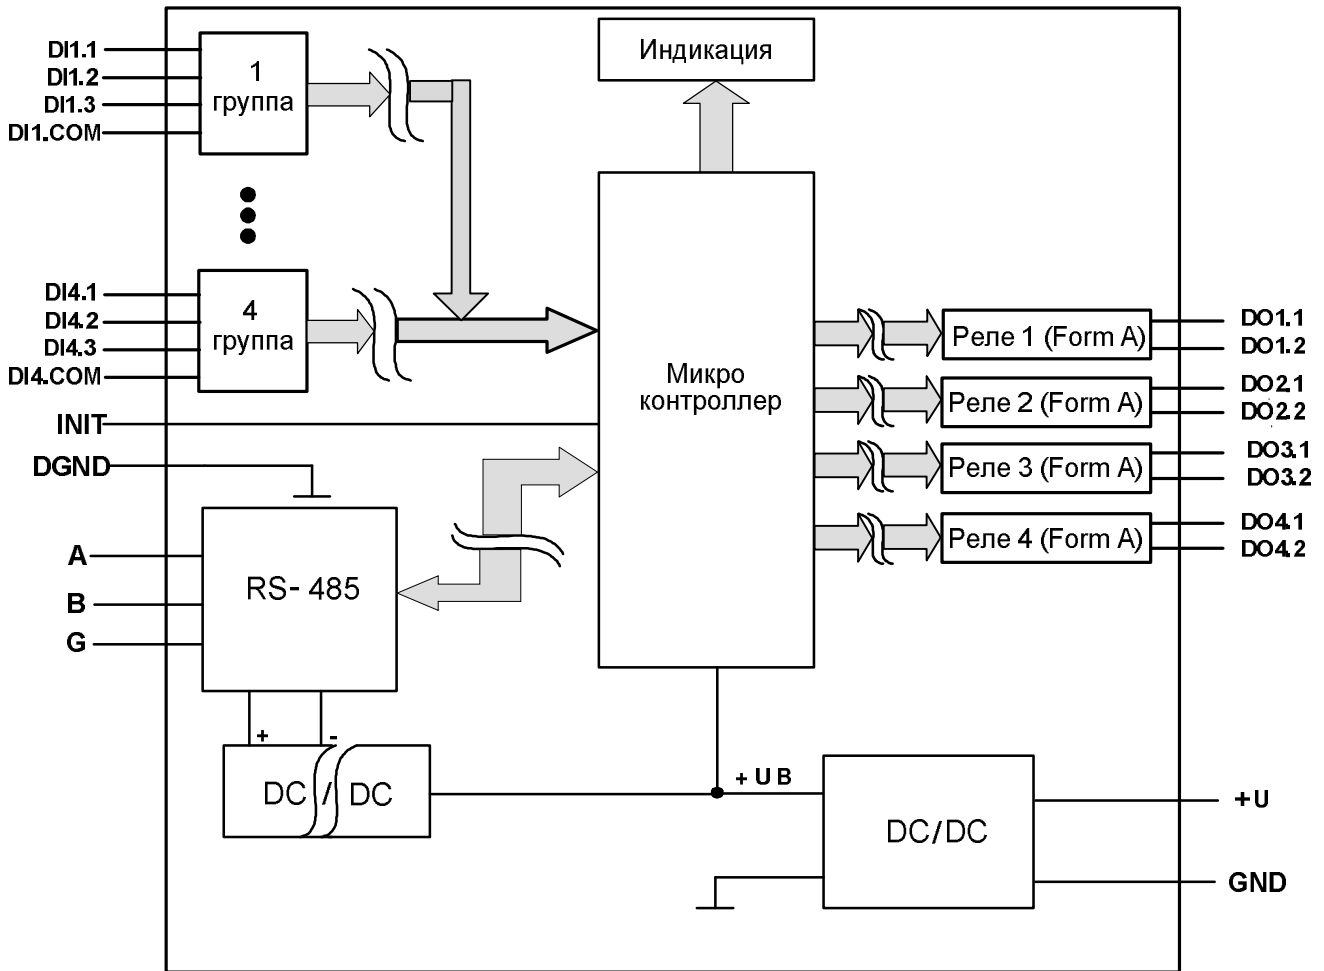 DI1.1
DI1.2
DI1.3
DI1.COM
1
группа
Индикация
DI4.1
DI4.2
DI4.3
DI4.COM
4
группа
INIT
DGND
Микро
контроллер
Реле 1 (Form A)
DO1.1
DO1.2
Реле 2 (Form A)
DO2.1
DO2.2
Реле 3 (Form A)
DO3.1
DO3.2
Реле 4 (Form A)
DO4.1
DO4.2
A
B
G
RS- 485
+ -
DC / DC
+ U B
DC/DC
+U
GND